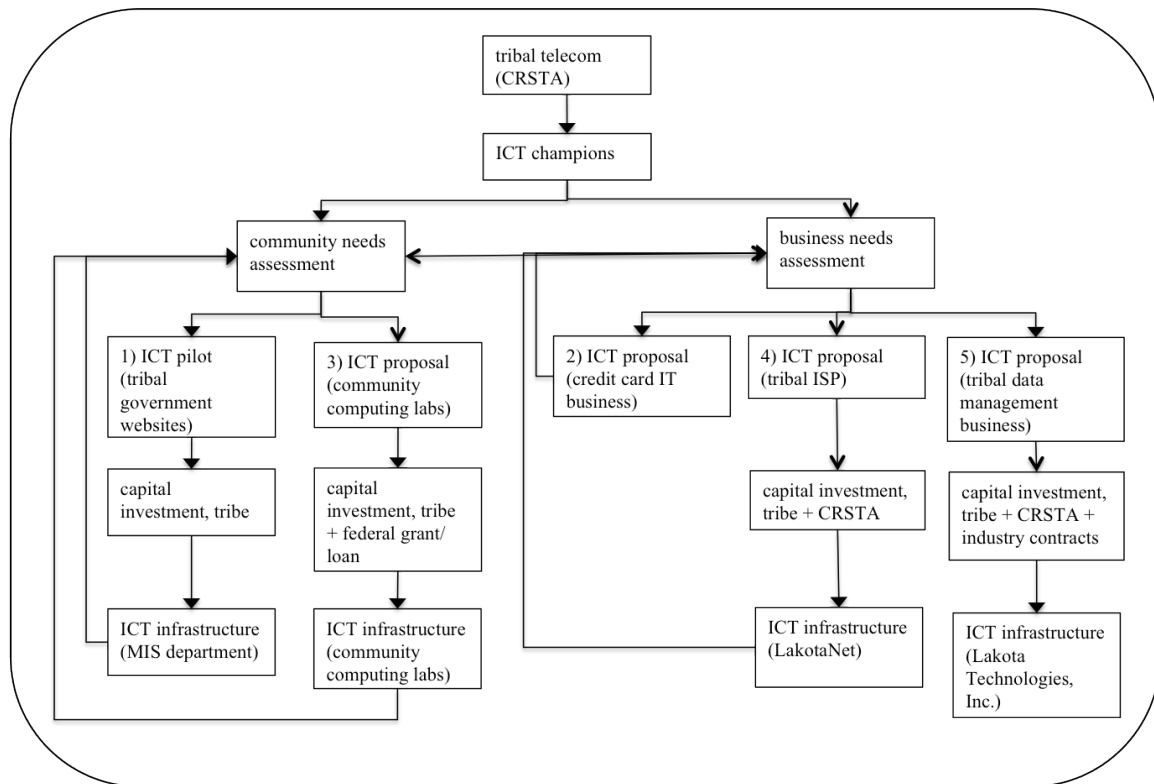 tribal telecom
(CRSTA)
ICT champions
community needs
assessment
business needs
assessment
1) ICT pilot
(tribal
government
websites)
3) ICT proposal
(community
computing labs)
2) ICT proposal
(credit card IT
business)
4) ICT proposal
(tribal ISP)
5) ICT proposal
(tribal data
management
business)
capital
investment, tribe
capital
investment, tribe
+ federal grant/
loan
capital investment,
tribe + CRSTA
capital investment,
tribe + CRSTA +
industry contracts
ICT infrastructure
(MIS department)
ICT infrastructure
(community
computing labs)
ICT infrastructure
(LakotaNet)
ICT infrastructure
(Lakota
Technologies,
Inc.)